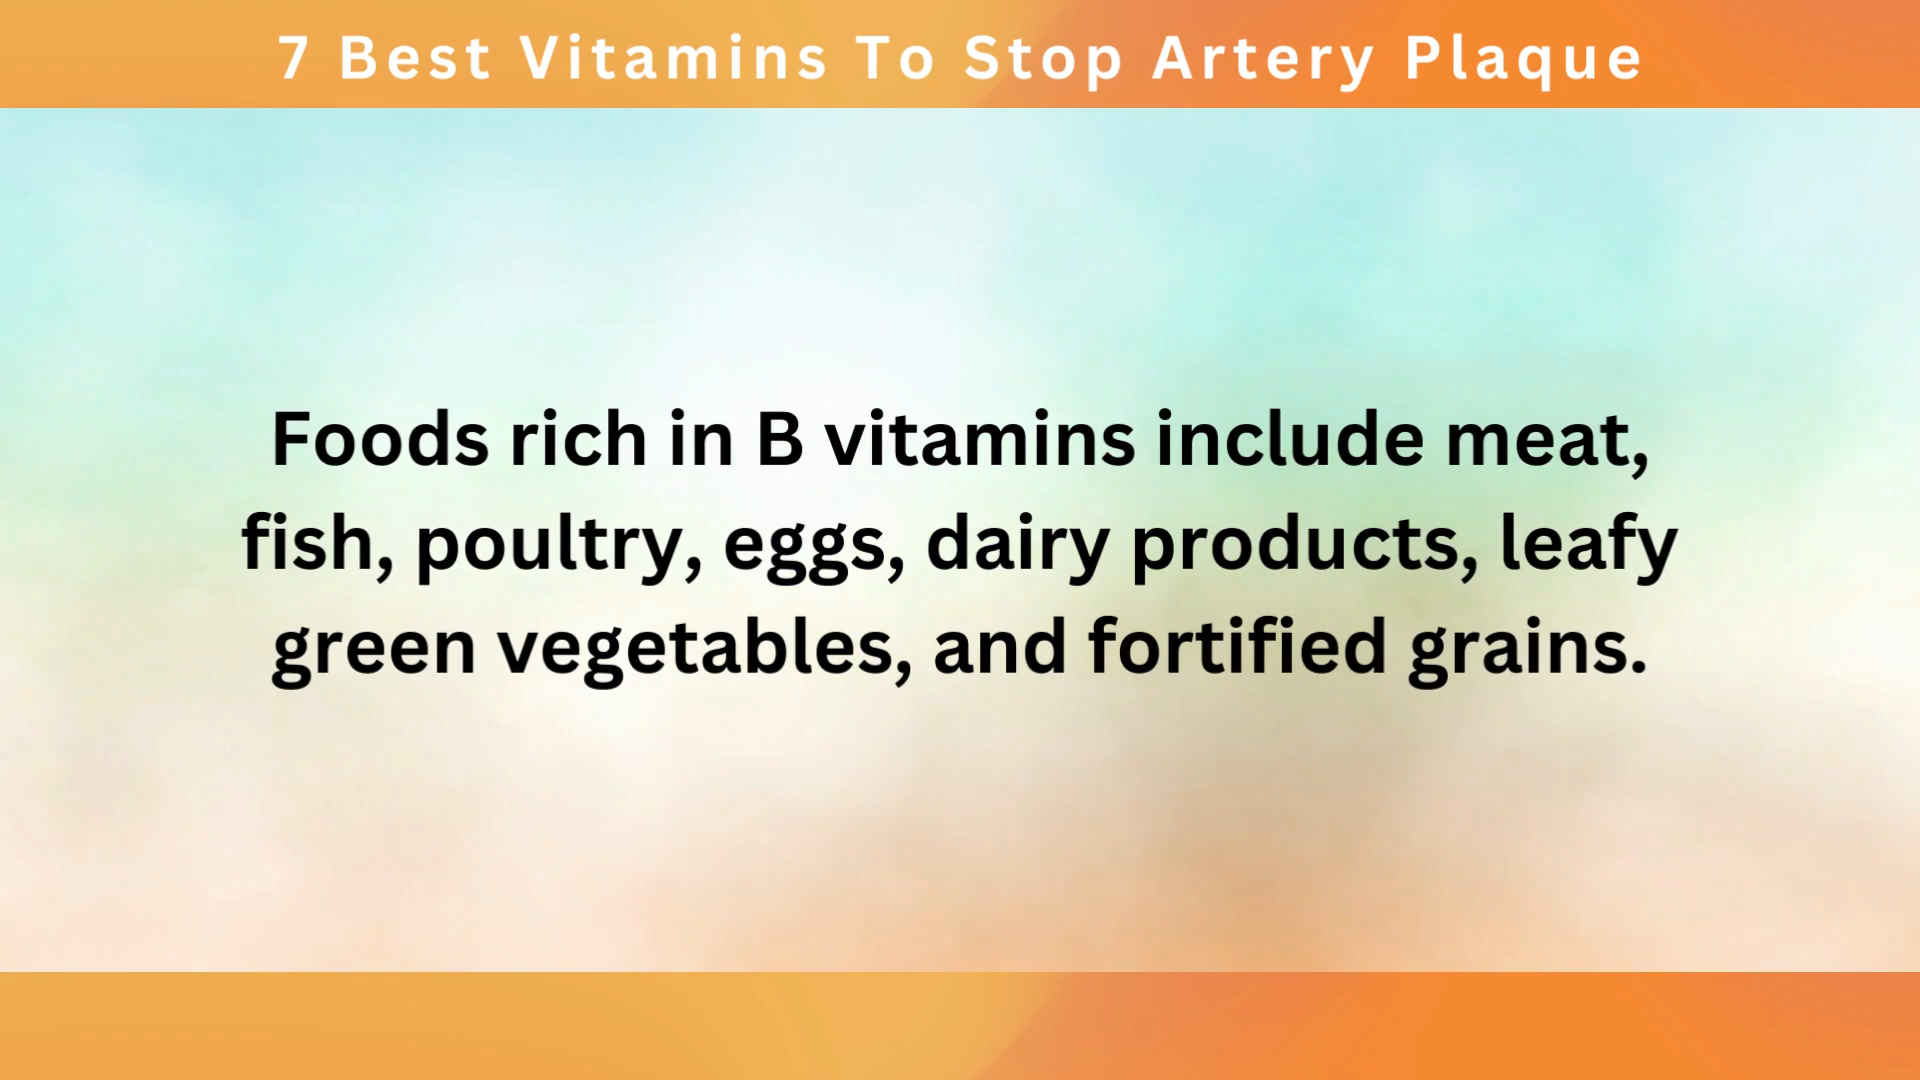 7 Best Vitamins To Stop Artery Plaque
Foods rich in B vitamins include meat,
fish, poultry, eggs, dairy products, leafy
green vegetables, and fortified grains.